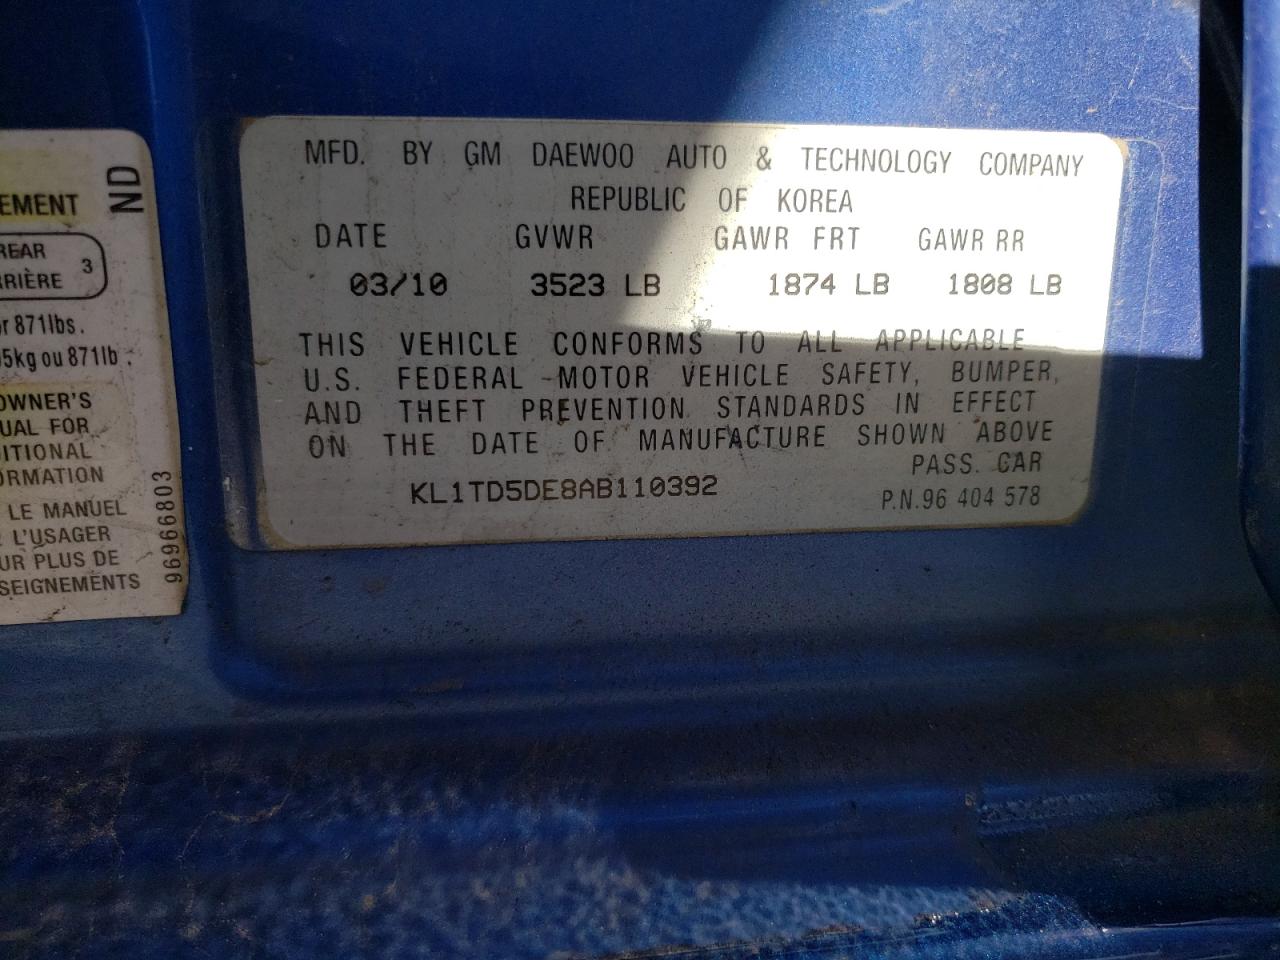 EMENT
ND
REAR
RRIÈRE 3
or 871lbs.
5kg ou 871lb.
OWNER'S
UAL FOR
DITIONAL
ORMATION
LE MANUEL
L'USAGER
UR PLUS DE
SEIGNEMENTS
96966803
MFD. BY GM DAEWOO AUTO & TECHNOLOGY COMPANY
REPUBLIC OF KOREA
DATE GVWR GAWR FRT GAWR RR
03/10 3523 LB 1874 LB 1808 LB
THIS VEHICLE CONFORMS TO ALL APPLICABLE
U.S. FEDERAL MOTOR VEHICLE SAFETY, BUMPER,
AND THEFT PREVENTION STANDARDS IN EFFECT
ON THE DATE OF MANUFACTURE SHOWN ABOVE
PASS. CAR
KL1TD5DE8AB110392
P.N.96 404 578